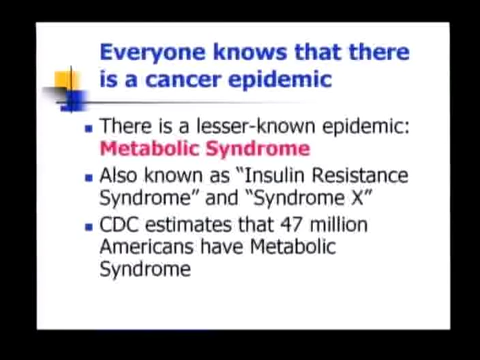 Everyone knows that there
is a cancer epidemic
There is a lesser-known epidemic:
Metabolic Syndrome
Also known as “Insulin Resistance
Syndrome” and “Syndrome X”
CDC estimates that 47 million
Americans have Metabolic
Syndrome